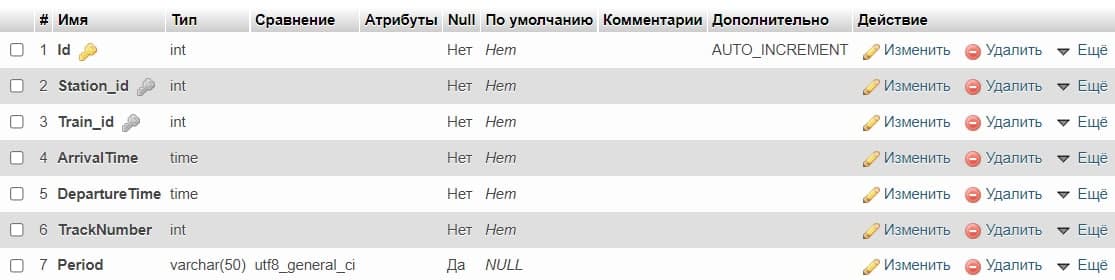 # Имя Тип Сравнение Атрибуты Null По умолчанию Комментарии Дополнительно Действие
1 Id int Нет Нет AUTO_INCREMENT Изменить Удалить Ещё
2 Station_id int Нет Нет Изменить Удалить Ещё
3 Train_id int Нет Нет Изменить Удалить Ещё
4 ArrivalTime time Нет Нет Изменить Удалить Ещё
5 DepartureTime time Нет Нет Изменить Удалить Ещё
6 TrackNumber int Нет Нет Изменить Удалить Ещё
7 Period varchar(50) utf8_general_ci Да NULL Изменить Удалить Ещё